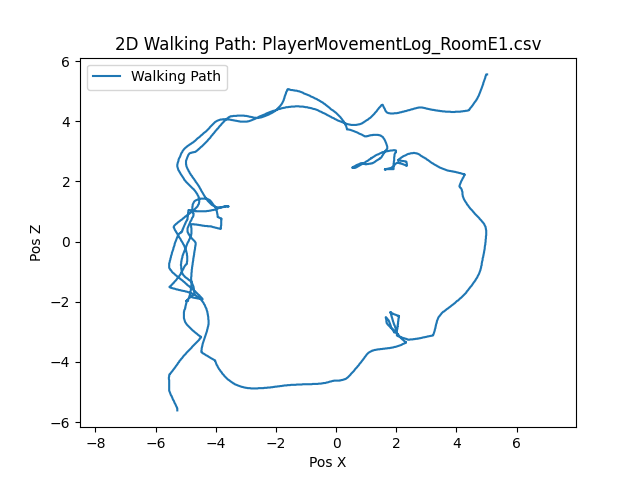 2D Walking Path: PlayerMovementLog_RoomE1.csv
Walking Path
6
4
2
0
−2
−4
−6
Pos Z
−8 −6 −4 −2 0 2 4 6
Pos X